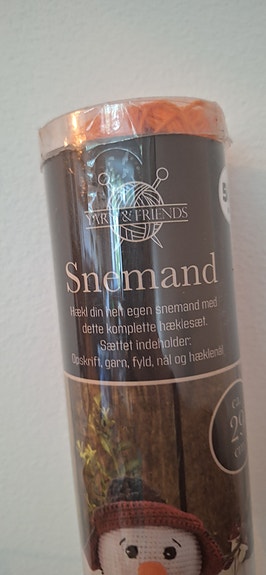 YARN & FRIENDS
5
Snemand
Hækl din helt egen snemand med
dette komplette hæklesæt.
Sættet indeholder:
Opskrift, garn, fyld, nål og hæklenål